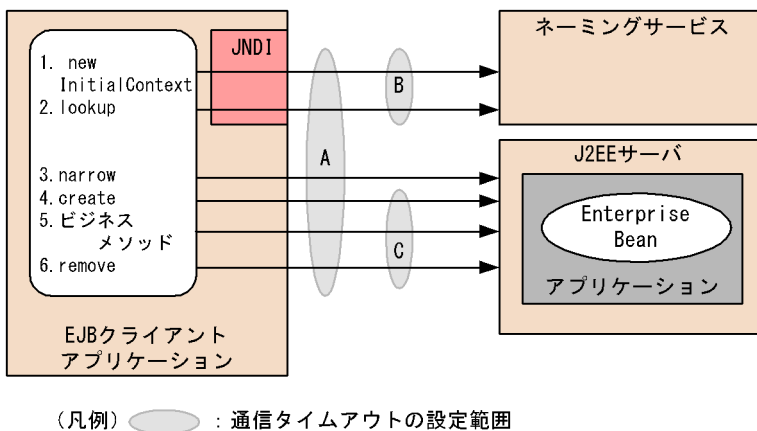 JNDI
1. new
InitialContext
2. lookup
3. narrow
4. create
5. ビジネス
メソッド
6. remove
EJBクライアント
アプリケーション
A
B
C
ネーミングサービス
J2EEサーバ
Enterprise
Bean
アプリケーション
(凡例) : 通信タイムアウトの設定範囲